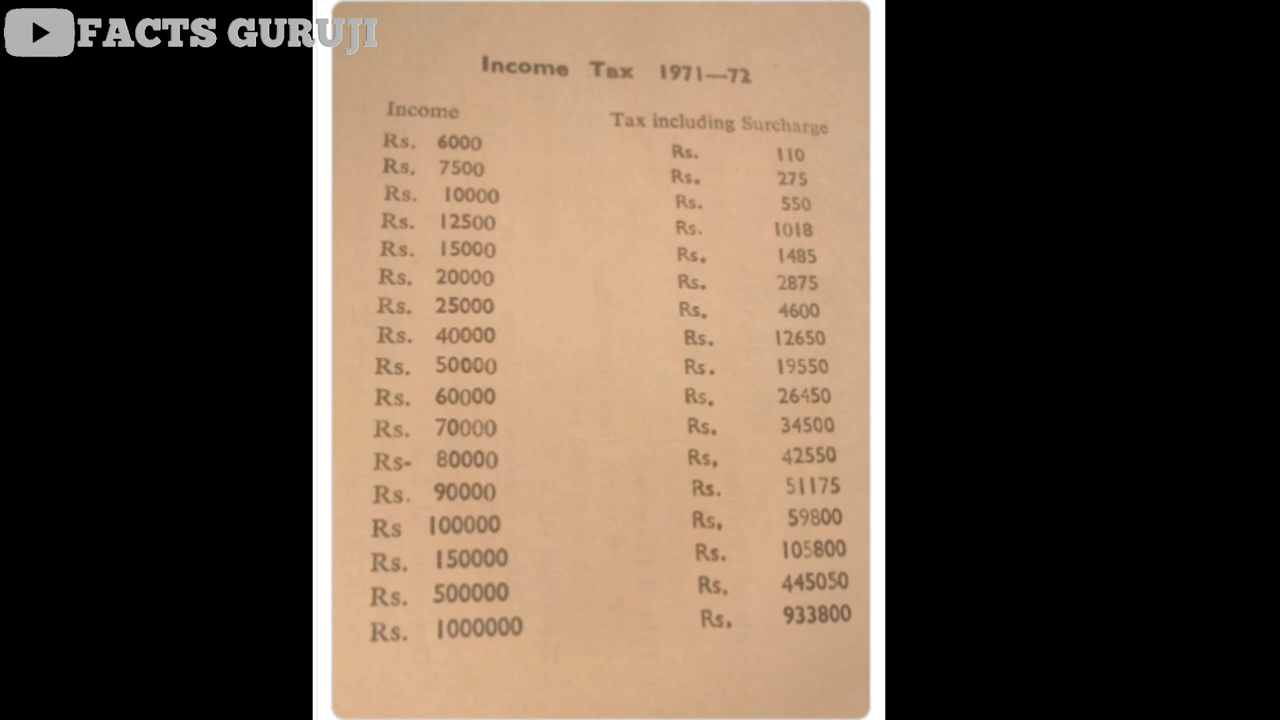 FACTS GURUJI
Income Tax 1971—72
Income Tax including Surcharge
Rs. 6000 Rs. 110
Rs. 7500 Rs. 275
Rs. 10000 Rs. 550
Rs. 12500 Rs. 1018
Rs. 15000 Rs. 1485
Rs. 20000 Rs. 2875
Rs. 25000 Rs. 4600
Rs. 40000 Rs. 12650
Rs. 50000 Rs. 19550
Rs. 60000 Rs. 26450
Rs. 70000 Rs. 34500
Rs- 80000 Rs, 42550
Rs. 90000 Rs. 51175
Rs 100000 Rs, 59800
Rs. 150000 Rs. 105800
Rs. 500000 Rs. 445050
Rs. 1000000 Rs, 933800